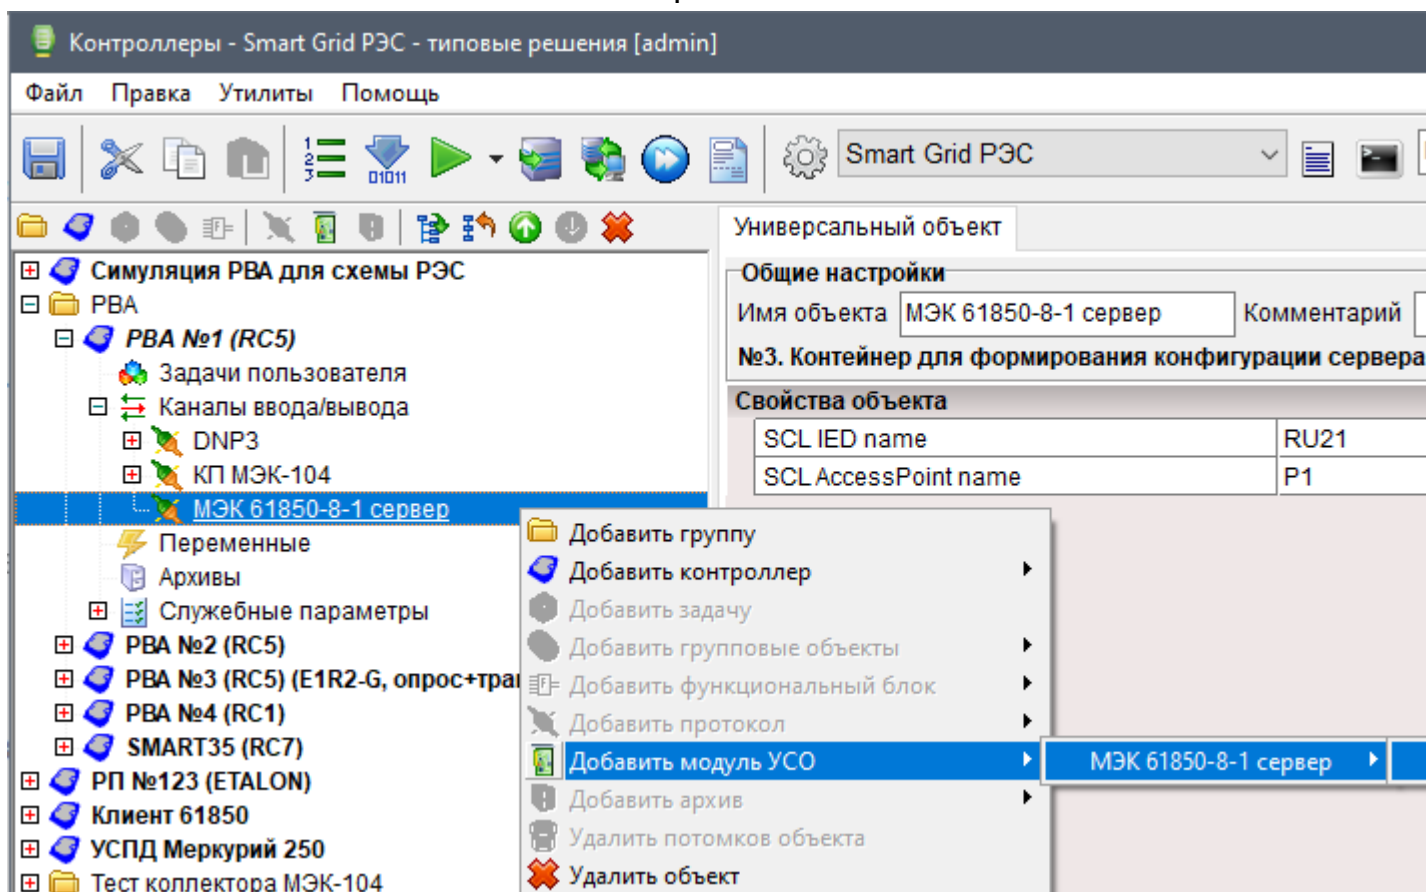 Контроллеры - Smart Grid РЭС - типовые решения [admin]
Файл Правка Утилиты Помощь
Smart Grid РЭС
Универсальный объект
Симуляция РВА для схемы РЭС
РВА
РВА №1 (RC5)
Задачи пользователя
Каналы ввода/вывода
DNP3
КП МЭК-104
МЭК 61850-8-1 сервер
Переменные
Архивы
Служебные параметры
РВА №2 (RC5)
РВА №3 (RC5) (E1R2-G, опрос+тра
РВА №4 (RC1)
SMART35 (RC7)
РП №123 (ETALON)
Клиент 61850
УСПД Меркурий 250
Тест коллектора МЭК-104
Общие настройки
Имя объекта МЭК 61850-8-1 сервер Комментарий
№3. Контейнер для формирования конфигурации сервера
Свойства объекта
SCL IED name RU21
SCL AccessPoint name P1
Добавить группу
Добавить контроллер
Добавить задачу
Добавить групповые объекты
Добавить функциональный блок
Добавить протокол
Добавить модуль УСО
МЭК 61850-8-1 сервер
Добавить архив
Удалить потомков объекта
Удалить объект